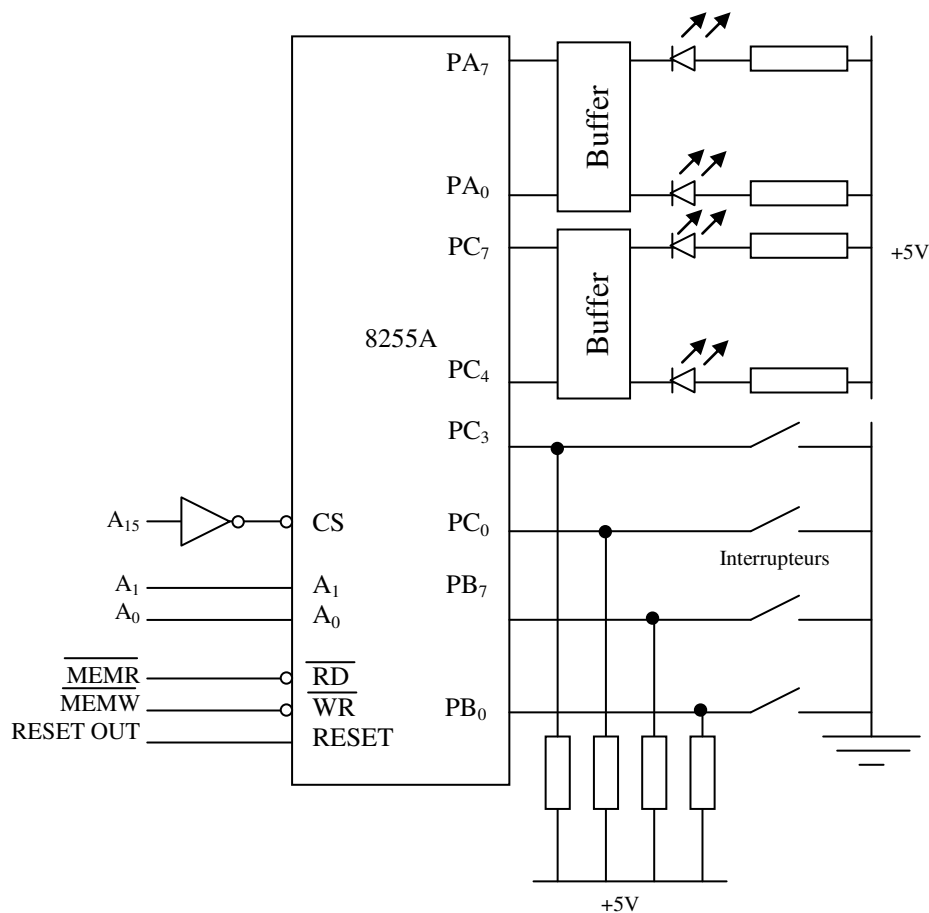 PA7
Buffer
PA0
PC7
+5V
8255A
Buffer
PC4
PC3
A15
CS
PC0
Interrupteurs
A1
A1
PB7
A0
A0
MEMR
RD
MEMW
WR
PB0
RESET OUT
RESET
+5V